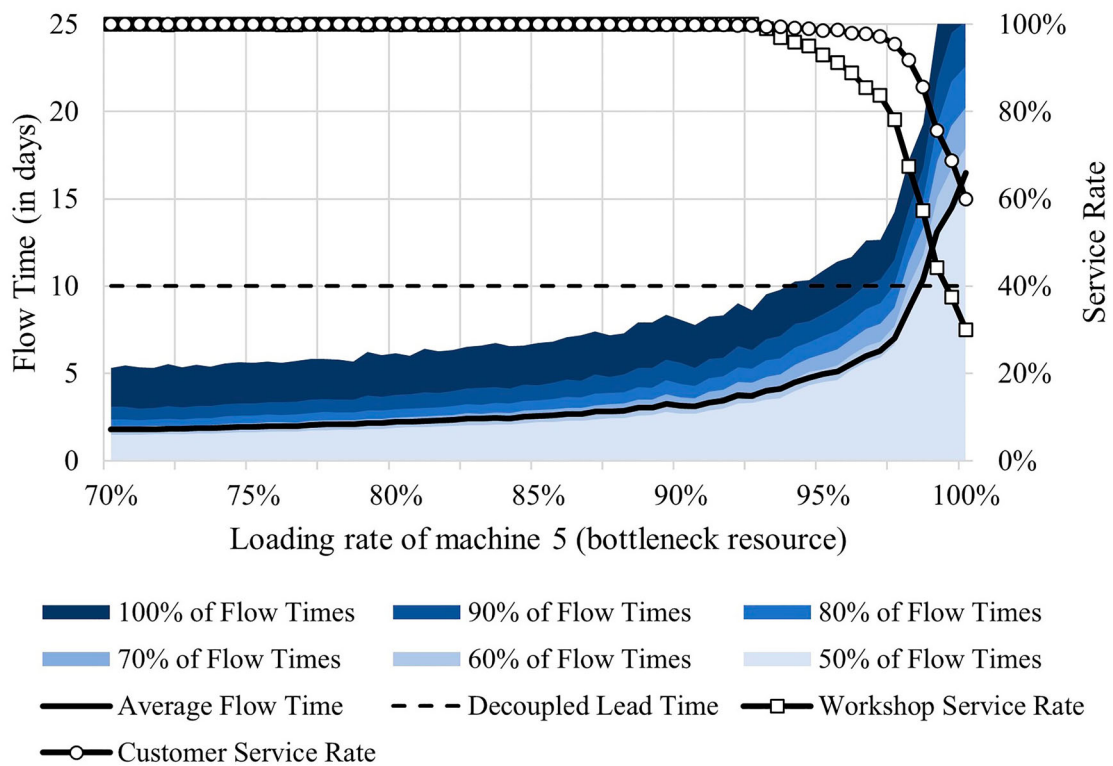 25
20
15
10
5
0
Flow Time (in days)
100%
80%
60%
40%
20%
0%
Service Rate
70% 75% 80% 85% 90% 95% 100%
Loading rate of machine 5 (bottleneck resource)
100% of Flow Times 90% of Flow Times 80% of Flow Times
70% of Flow Times 60% of Flow Times 50% of Flow Times
Average Flow Time Decoupled Lead Time Workshop Service Rate
Customer Service Rate